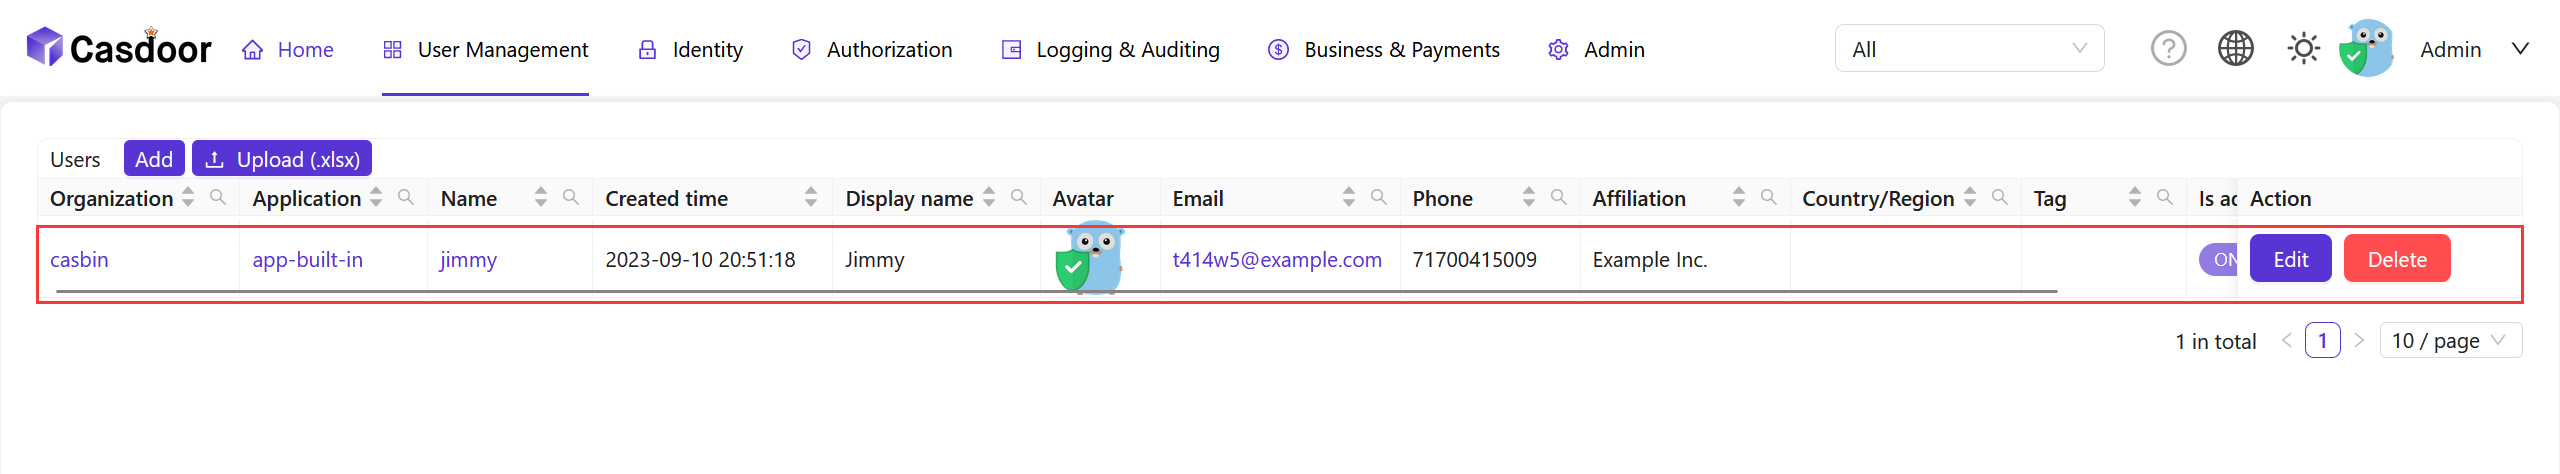 Casdoor Home User Management Identity Authorization Logging & Auditing Business & Payments Admin All Admin
Users Add Upload (.xlsx)
Organization Application Name Created time Display name Avatar Email Phone Affiliation Country/Region Tag Is ad Action
casbin app-built-in jimmy 2023-09-10 20:51:18 Jimmy t414w5@example.com 71700415009 Example Inc. ON Edit Delete
1 in total 1 10 / page